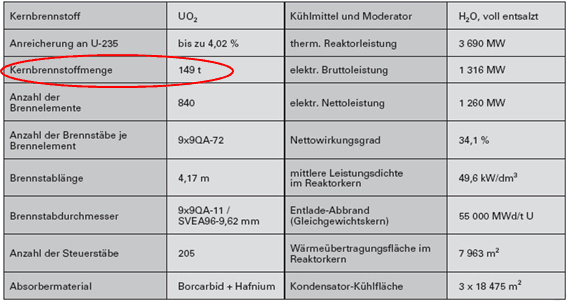 Kernbrennstoff UO₂ Kühlmittel und Moderator H₂O, voll entsalzt
Anreicherung an U-235 bis zu 4,02 % therm. Reaktorleistung 3 690 MW
Kernbrennstoffmenge 149 t elektr. Bruttoleistung 1 316 MW
Anzahl der
Brennelemente 840 elektr. Nettoleistung 1 260 MW
Anzahl der Brennstäbe je
Brennelement 9x9QA-72 Nettowirkungsgrad 34,1 %
Brennstablänge 4,17 m mittlere Leistungsdichte
im Reaktorkern 49,6 kW/dm³
Brennstabdurchmesser 9x9QA-11 /
SVEA96-9,62 mm Entlade-Abbrand
(Gleichgewichtskern) 55 000 MWd/t U
Anzahl der Steuerstäbe 205 Wärmeübertragungsfläche im
Reaktorkern 7 963 m²
Absorbermaterial Borcarbid + Hafnium Kondensator-Kühlfläche 3 x 18 475 m²